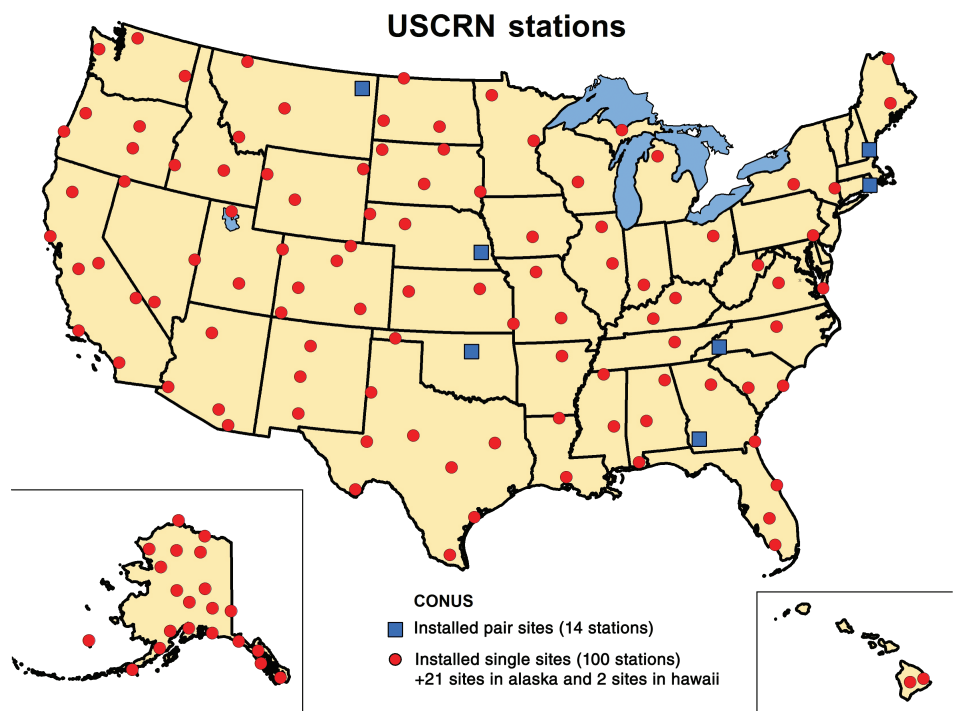 USCRN stations
CONUS
Installed pair sites (14 stations)
Installed single sites (100 stations)
+21 sites in alaska and 2 sites in hawaii